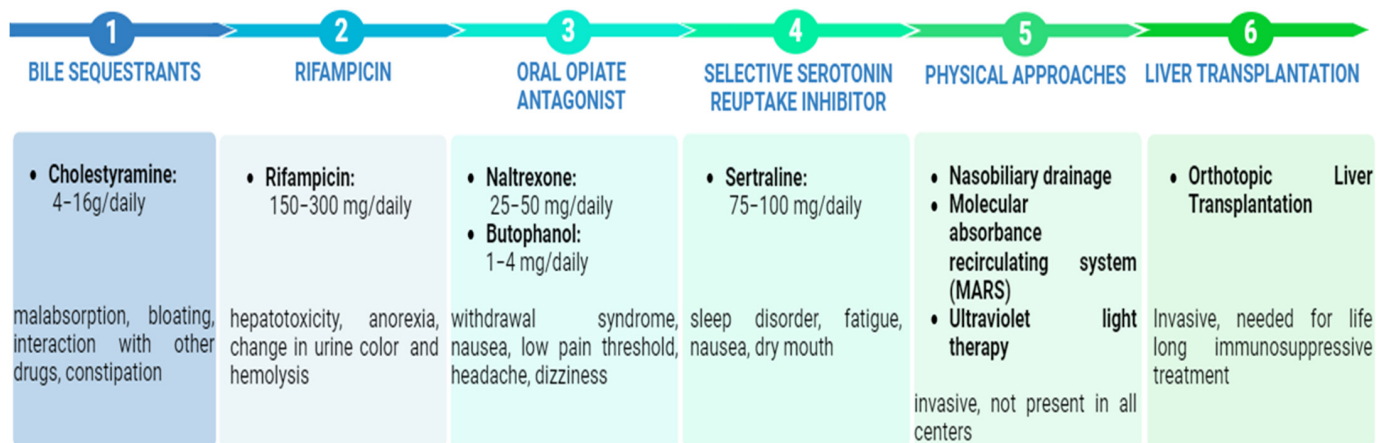 1
BILE SEQUESTRANTS
• Cholestyramine:
4-16g/daily
malabsorption, bloating,
interaction with other
drugs, constipation
2
RIFAMPICIN
• Rifampicin:
150-300 mg/daily
hepatotoxicity, anorexia,
change in urine color and
hemolysis
3
ORAL OPIATE
ANTAGONIST
• Naltrexone:
25-50 mg/daily
• Butophanol:
1-4 mg/daily
withdrawal syndrome,
nausea, low pain threshold,
headache, dizziness
4
SELECTIVE SEROTONIN
REUPTAKE INHIBITOR
• Sertraline:
75-100 mg/daily
sleep disorder, fatigue,
nausea, dry mouth
5
PHYSICAL APPROACHES
• Nasobiliary drainage
• Molecular
absorbance
recirculating system
(MARS)
• Ultraviolet light
therapy
invasive, not present in all
centers
6
LIVER TRANSPLANTATION
• Orthotopic Liver
Transplantation
Invasive, needed for life
long immunosuppressive
treatment